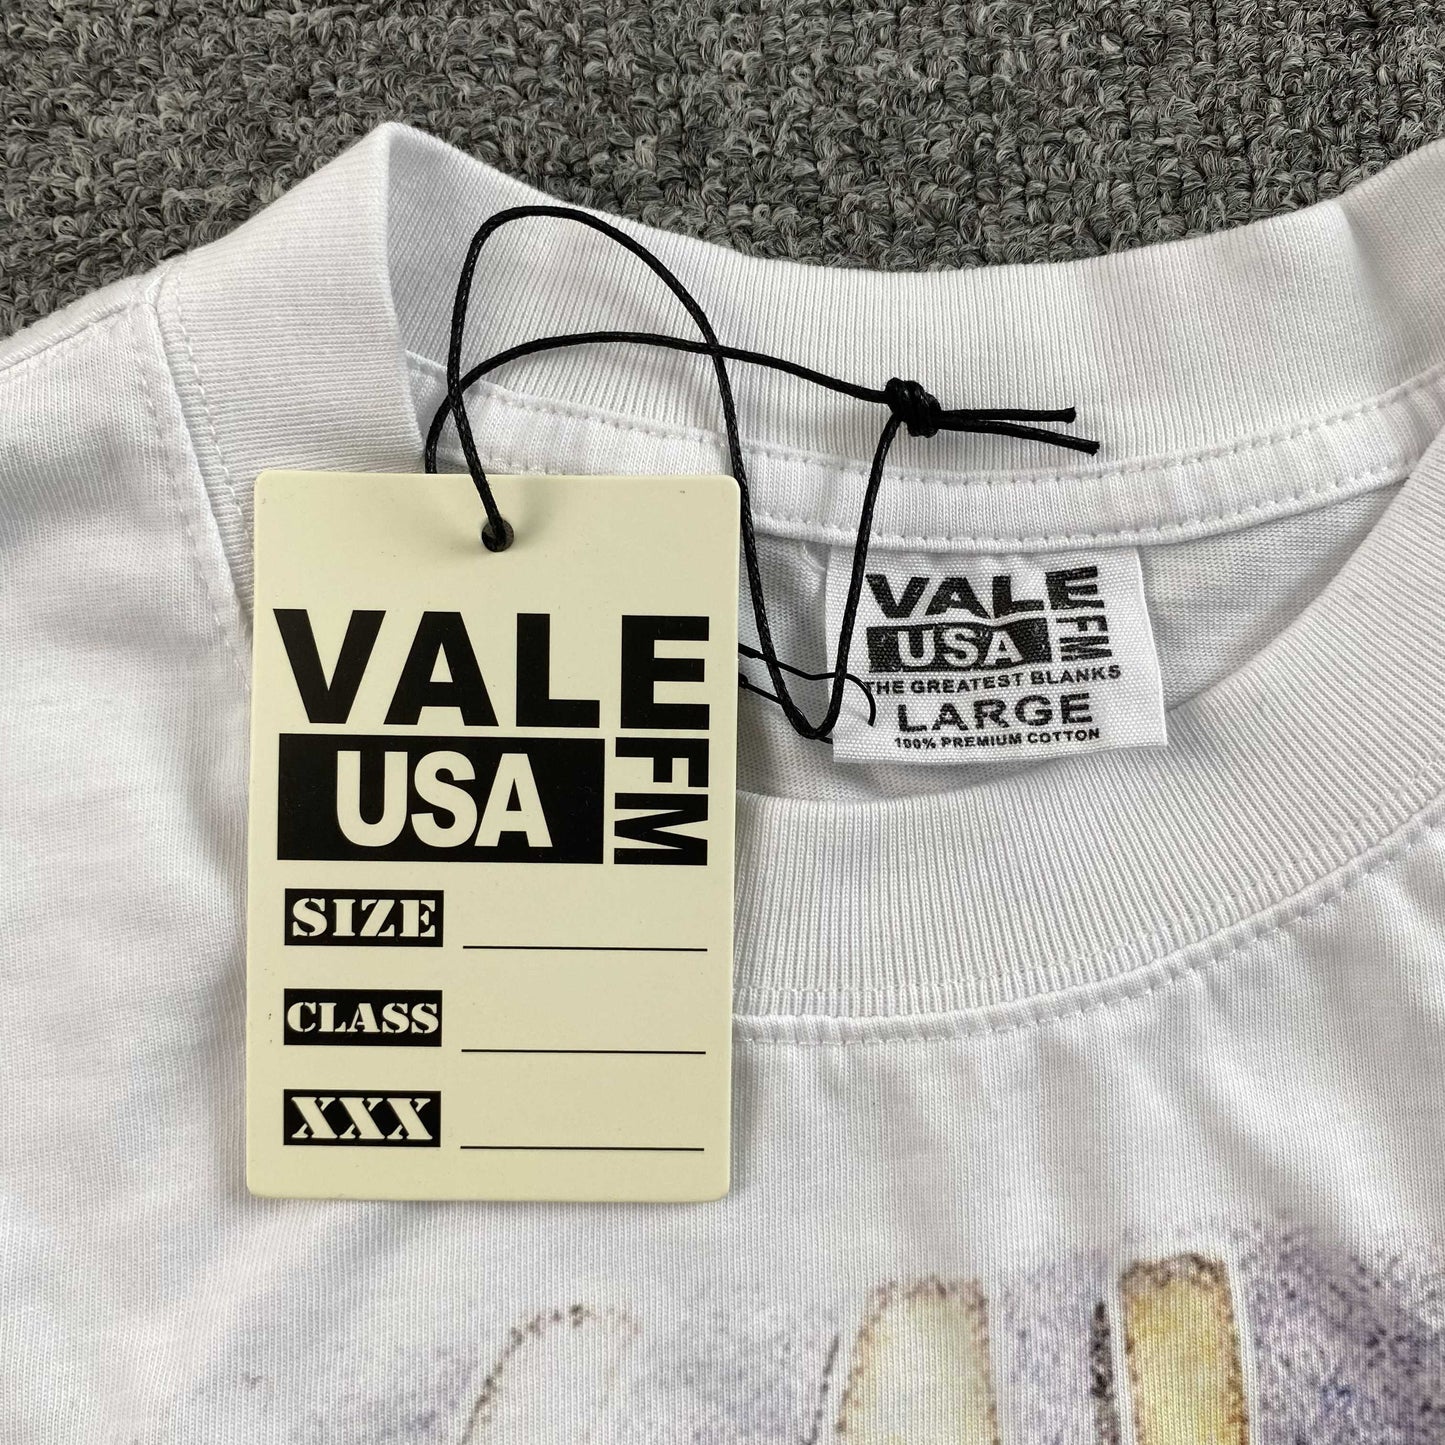 VALE
FM
USA
SIZE
CLASS
XXX
VALE
FM
USA
THE GREATEST BLANKS
LARGE
100% PREMIUM COTTON